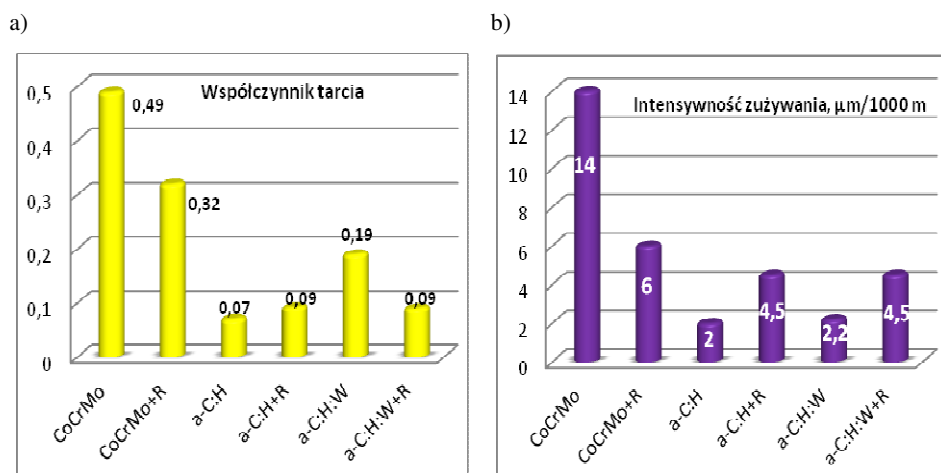 a)
Współczynnik tarcia
0,5
0,4
0,3
0,2
0,1
0
0,49
0,32
0,07
0,09
0,19
0,09
CoCrMo
CoCrMo+R
a-C:H
a-C:H+R
a-C:H:W
a-C:H:W+R
b)
Intensywność zużywania, µm/1000 m
14
12
10
8
6
4
2
0
14
6
2
4,5
2,2
4,5
CoCrMo
CoCrMo+R
a-C:H
a-C:H+R
a-C:H:W
a-C:H:W+R